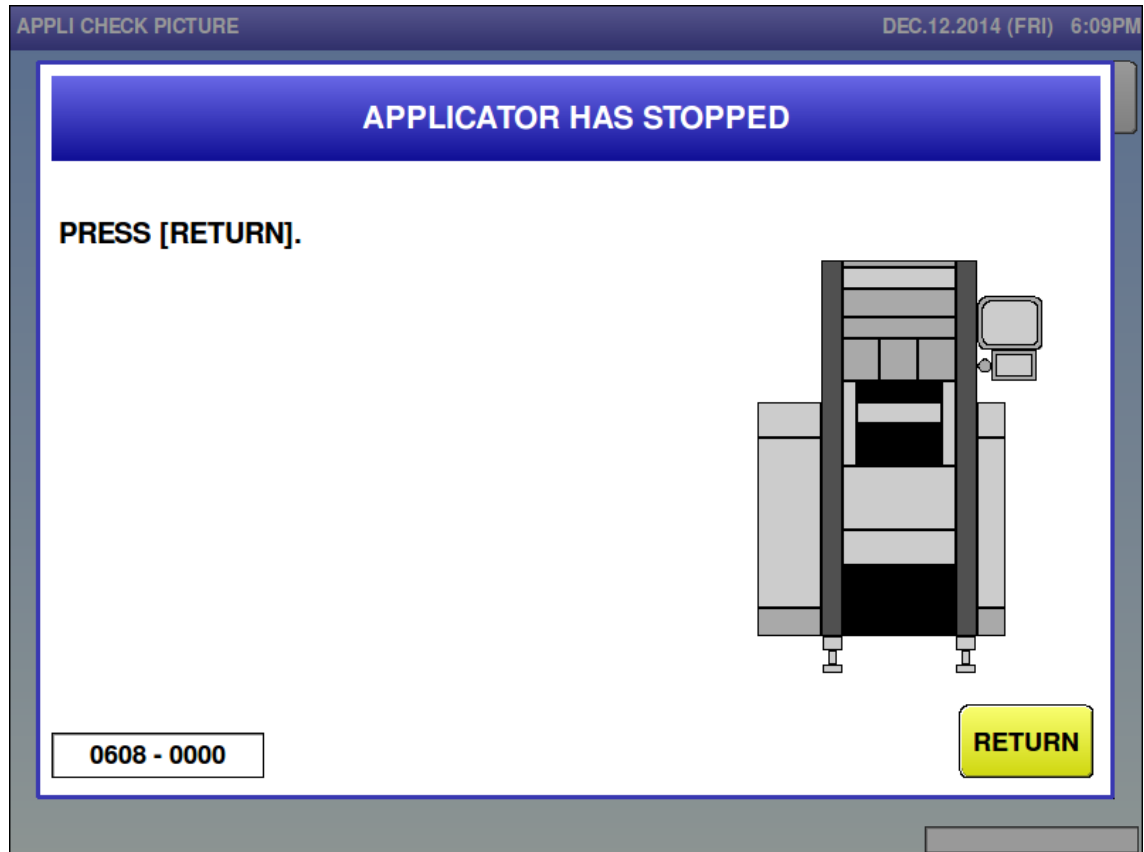 APPLI CHECK PICTURE DEC.12.2014 (FRI) 6:09PM
APPLICATOR HAS STOPPED
PRESS [RETURN].
0608 - 0000
RETURN